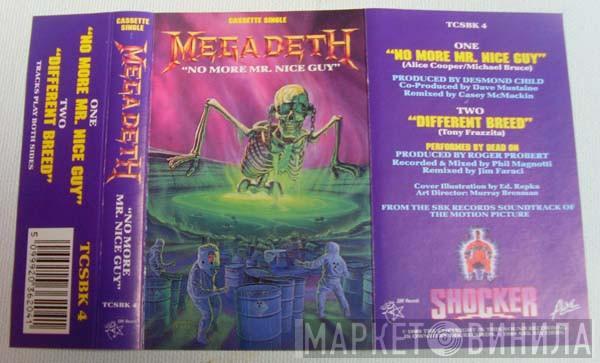 ONE
"NO MORE MR. NICE GUY"
TWO
"DIFFERENT BREED"
TRACKS PLAY BOTH SIDES
TCSBK 4
CASSETTE
SINGLE
MEGADETH
"NO MORE
MR. NICE GUY"
TCSBK 4
SBK Records
CASSETTE SINGLE
MEGADETH
"NO MORE MR. NICE GUY"
SBK Records
TCSBK 4
ONE
"NO MORE MR. NICE GUY"
(Alice Cooper/Michael Bruce)
PRODUCED BY DESMOND CHILD
Co-Produced by Dave Mustaine
Remixed by Casey McMackin
TWO
"DIFFERENT BREED"
(Tony Frazzita)
PERFORMED BY DEAD ON
PRODUCED BY ROGER PROBERT
Recorded & Mixed by Phil Magnotti
Remixed by Jim Faraci
Cover Illustration by Ed. Repka
Art Director: Murray Brenman
FROM THE SBK RECORDS SOUNDTRACK OF
THE MOTION PICTURE
SHOCKER
МАРКЕТ ВИНИЛА